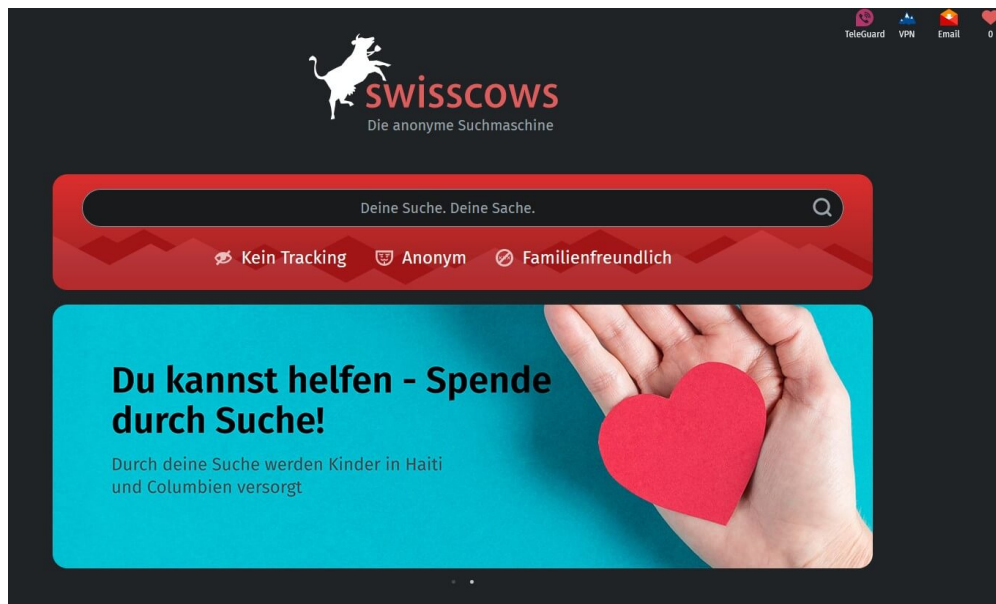 TeleGuard VPN Email 0
swisscows
Die anonyme Suchmaschine
Deine Suche. Deine Sache.
Kein Tracking Anonym Familienfreundlich
Du kannst helfen - Spende
durch Suche!
Durch deine Suche werden Kinder in Haiti
und Columbien versorgt